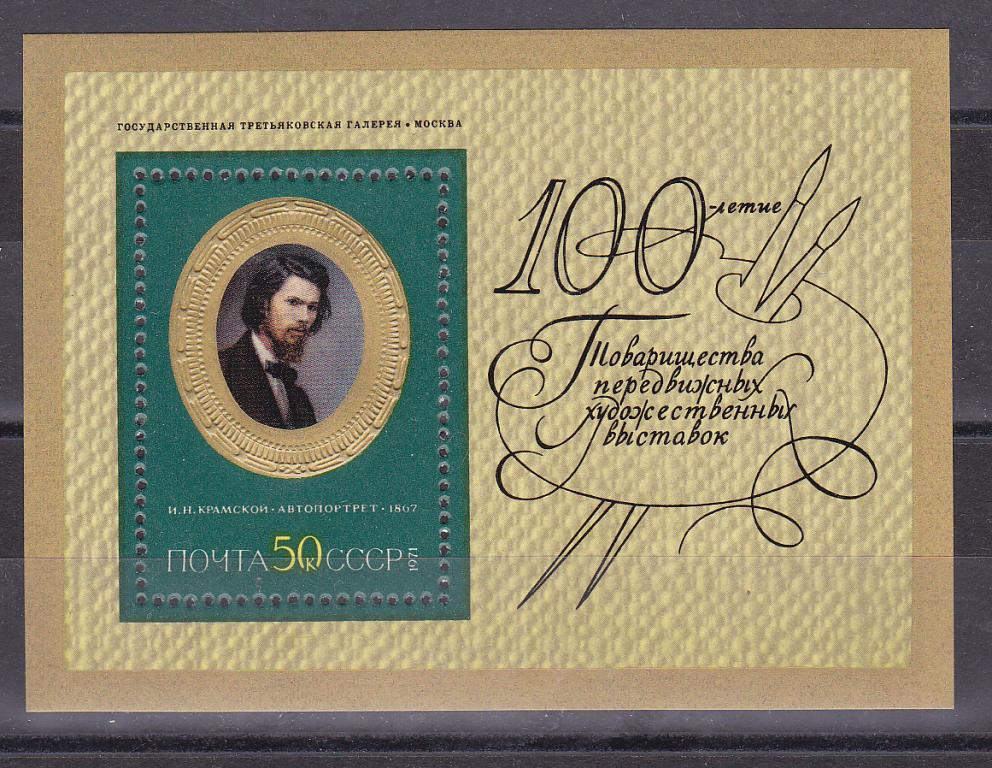 ГОСУДАРСТВЕННАЯ ТРЕТЬЯКОВСКАЯ ГАЛЕРЕЯ • МОСКВА
И.Н.КРАМСКОЙ • АВТОПОРТРЕТ • 1867
ПОЧТА 50К СССР 1971
100-летие
Товарищества
передвижных
художественных
выставок